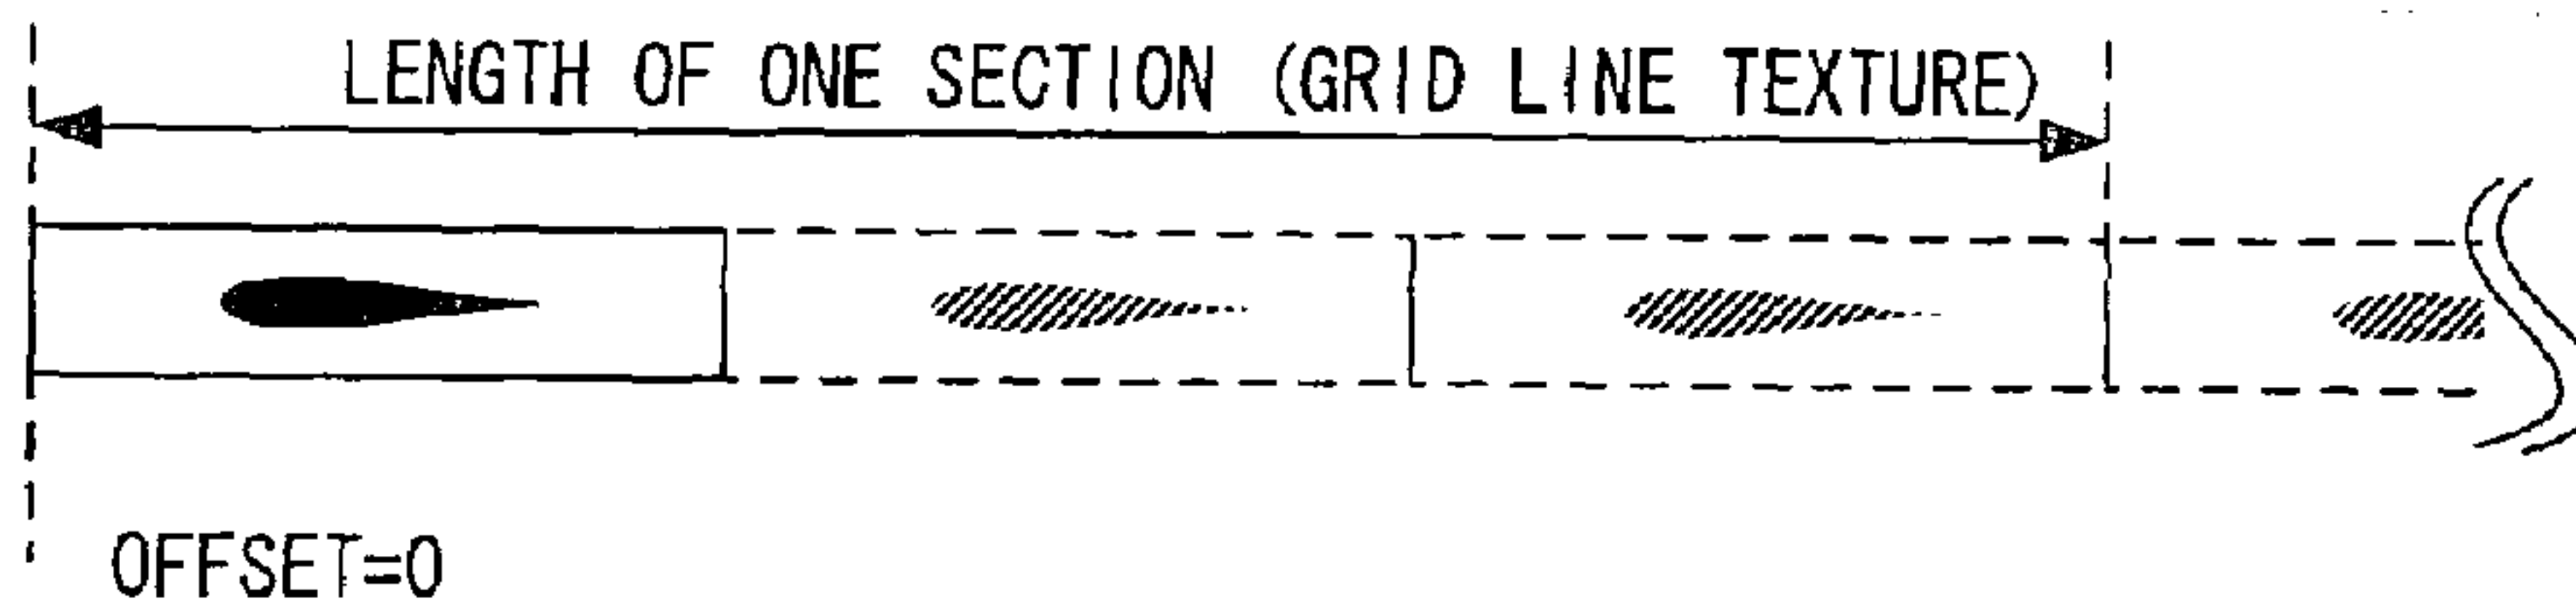 LENGTH OF ONE SECTION (GRID LINE TEXTURE)
OFFSET=0